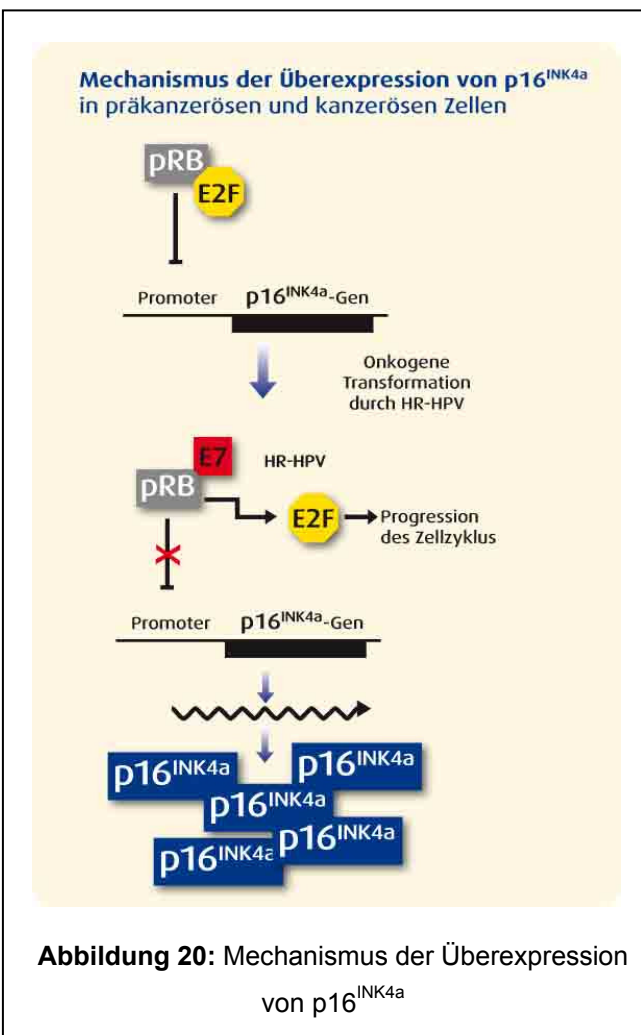 Mechanismus der Überexpression von p16INK4a
in präkanzerösen und kanzerösen Zellen
pRB
E2F
Promoter p16INK4a-Gen
Onkogene
Transformation
durch HR-HPV
E7 HR-HPV
pRB
E2F Progression
des Zellzyklus
Promoter p16INK4a-Gen
p16INK4a p16INK4a
p16INK4a
p16INK4a p16INK4a
Abbildung 20: Mechanismus der Überexpression
von p16INK4a